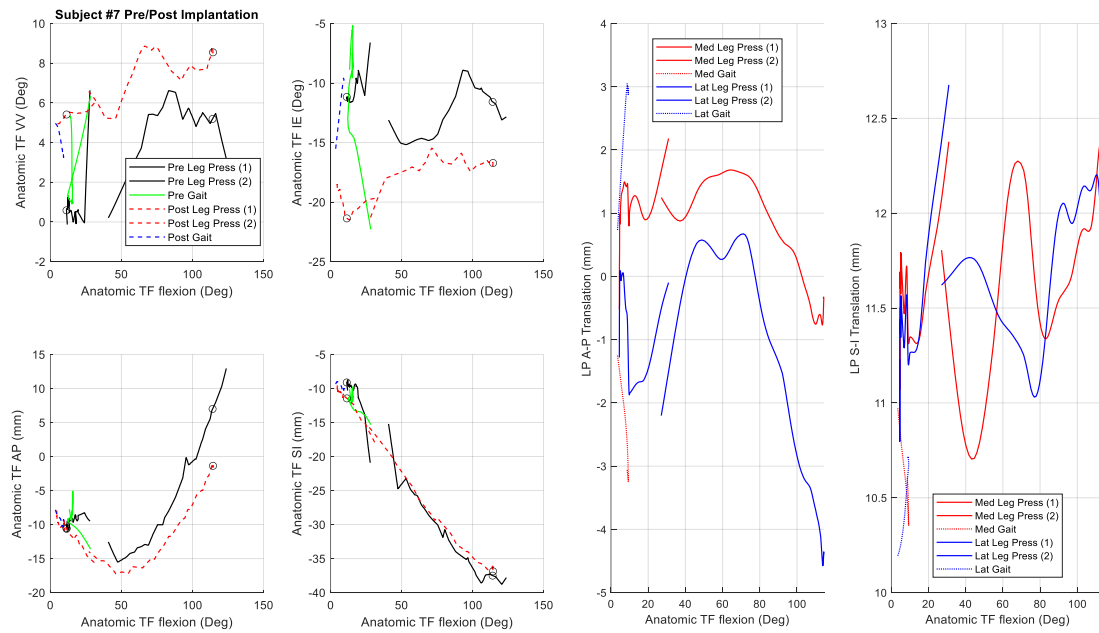 Subject #7 Pre/Post Implantation
10
8
6
4
2
0
-2
Anatomic TF VV (Deg)
0
50
100
150
Anatomic TF flexion (Deg)
Pre Leg Press (1)
Pre Leg Press (2)
Pre Gait
Post Leg Press (1)
Post Leg Press (2)
Post Gait
-5
-10
-15
-20
-25
Anatomic TF IE (Deg)
0
50
100
150
Anatomic TF flexion (Deg)
15
10
5
0
-5
-10
-15
-20
Anatomic TF AP (mm)
0
50
100
150
Anatomic TF flexion (Deg)
-5
-10
-15
-20
-25
-30
-35
-40
Anatomic TF SI (mm)
0
50
100
150
Anatomic TF flexion (Deg)
4
3
2
1
0
-1
-2
-3
-4
-5
LP A-P Translation (mm)
0
20
40
60
80
100
Anatomic TF flexion (Deg)
Med Leg Press (1)
Med Leg Press (2)
Med Gait
Lat Leg Press (1)
Lat Leg Press (2)
Lat Gait
13
12.5
12
11.5
11
10.5
10
LP S-I Translation (mm)
0
20
40
60
80
100
Anatomic TF flexion (Deg)
Med Leg Press (1)
Med Leg Press (2)
Med Gait
Lat Leg Press (1)
Lat Leg Press (2)
Lat Gait